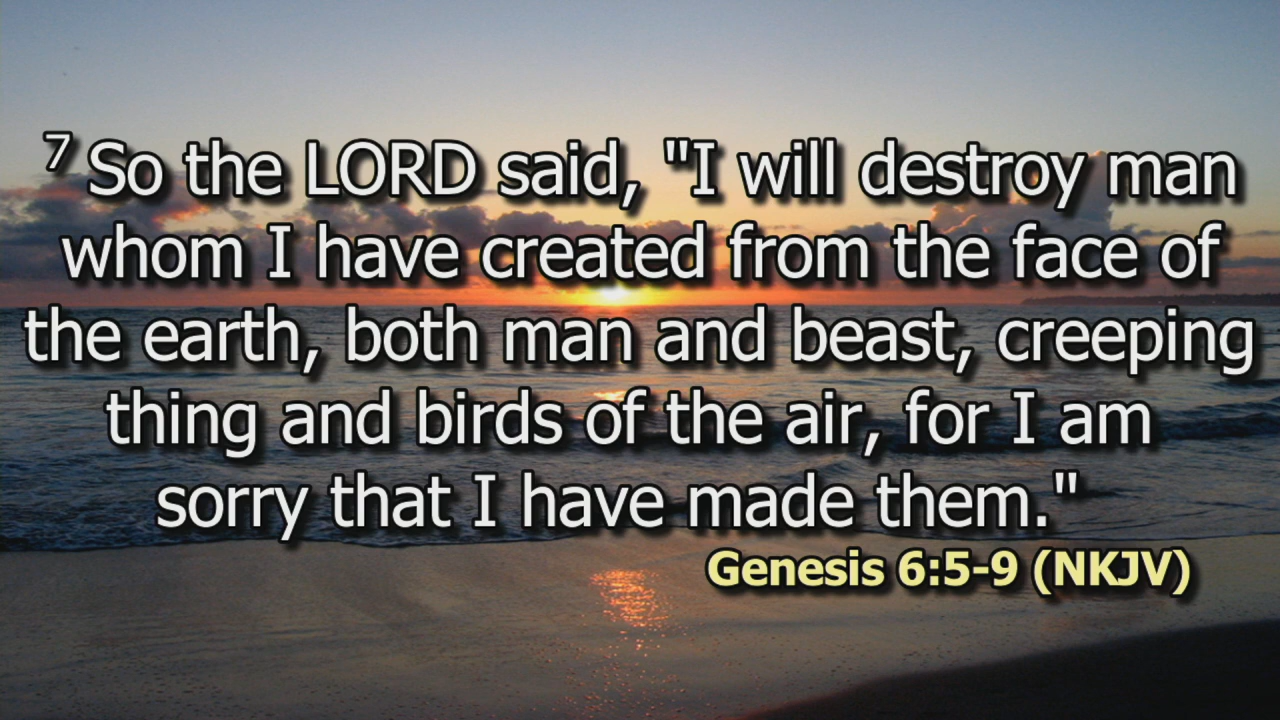 7 So the LORD said, "I will destroy man
whom I have created from the face of
the earth, both man and beast, creeping
thing and birds of the air, for I am
sorry that I have made them."
Genesis 6:5-9 (NKJV)